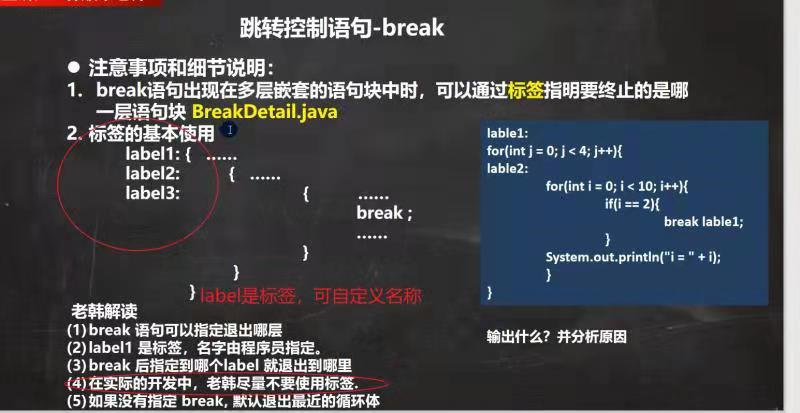 跳转控制语句-break
● 注意事项和细节说明：
1. break语句出现在多层嵌套的语句块中时，可以通过标签指明要终止的是哪
一层语句块 BreakDetail.java
2. 标签的基本使用
label1: { ......
label2: { ......
label3: { ......
break ;
......
}
}
} label是标签，可自定义名称
老韩解读
(1) break 语句可以指定退出哪层
(2) label1 是标签，名字由程序员指定。
(3) break 后指定到哪个label 就退出到哪里
(4) 在实际的开发中，老韩尽量不要使用标签.
(5) 如果没有指定 break, 默认退出最近的循环体
lable1:
for(int j = 0; j < 4; j++){
lable2:
for(int i = 0; i < 10; i++){
if(i == 2){
break lable1;
}
System.out.println("i = " + i);
}
}
输出什么？并分析原因